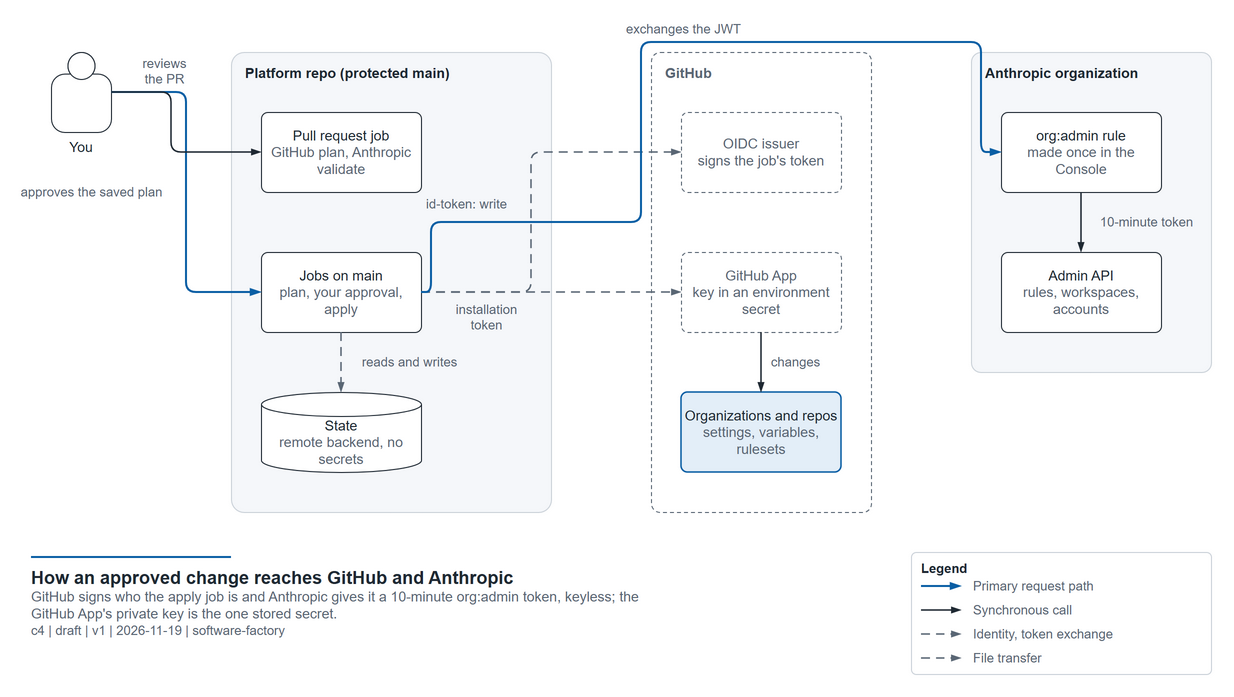 exchanges the JWT
reviews
the PR
You
approves the saved plan
Platform repo (protected main)
Pull request job
GitHub plan, Anthropic
validate
id-token: write
Jobs on main
plan, your approval,
apply
installation
token
reads and writes
State
remote backend, no
secrets
GitHub
OIDC issuer
signs the job's token
GitHub App
key in an environment
secret
changes
Organizations and repos
settings, variables,
rulesets
Anthropic organization
org:admin rule
made once in the
Console
10-minute token
Admin API
rules, workspaces,
accounts
How an approved change reaches GitHub and Anthropic
GitHub signs who the apply job is and Anthropic gives it a 10-minute org:admin token, keyless; the
GitHub App's private key is the one stored secret.
c4 | draft | v1 | 2026-11-19 | software-factory
Legend
Primary request path
Synchronous call
Identity, token exchange
File transfer